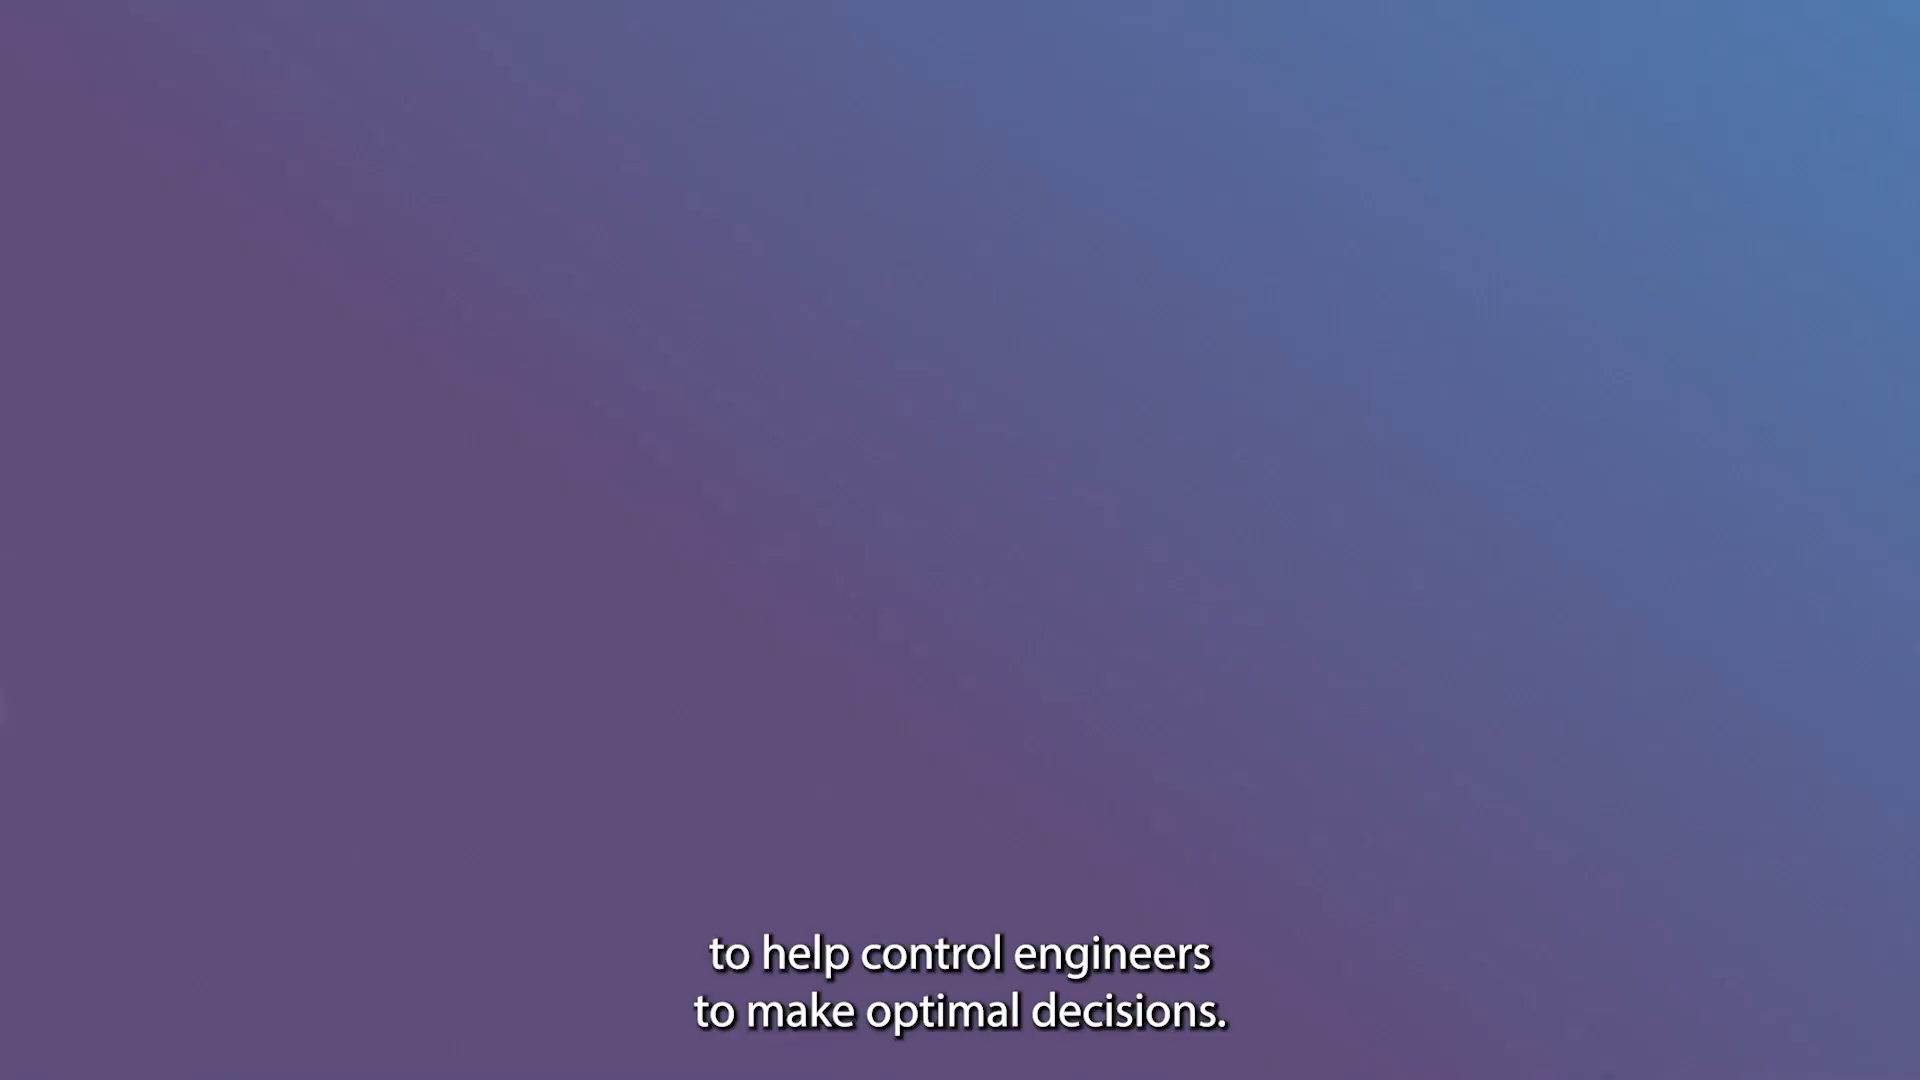 to help control engineers
to make optimal decisions.